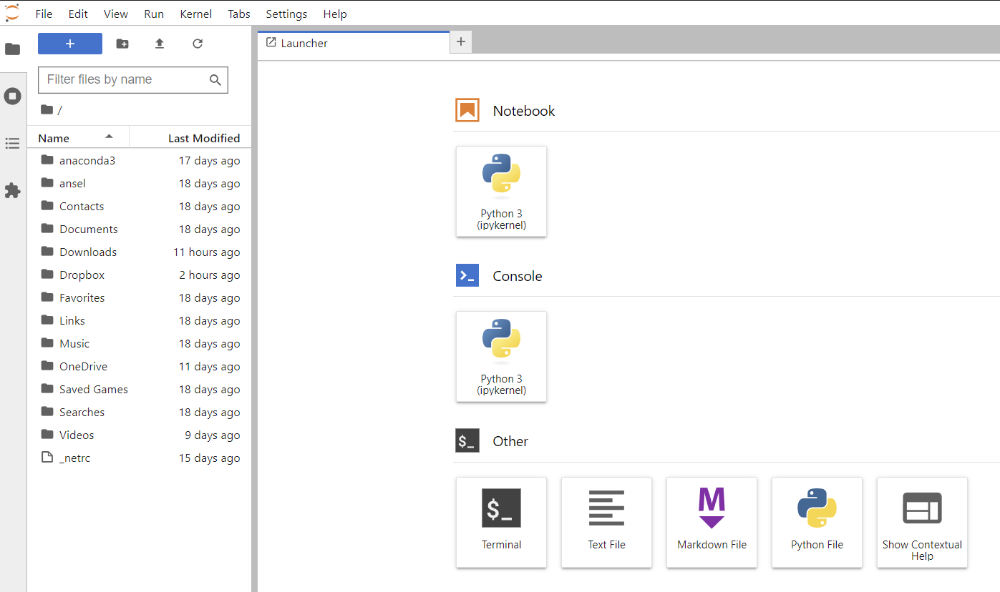 File Edit View Run Kernel Tabs Settings Help
+
Launcher
+
Filter files by name
/
Name Last Modified
anaconda3 17 days ago
ansel 18 days ago
Contacts 18 days ago
Documents 18 days ago
Downloads 11 hours ago
Dropbox 2 hours ago
Favorites 18 days ago
Links 18 days ago
Music 18 days ago
OneDrive 11 days ago
Saved Games 18 days ago
Searches 18 days ago
Videos 9 days ago
_netrc 15 days ago
Notebook
Python 3
(ipykernel)
Console
Python 3
(ipykernel)
$_ Other
$_
Terminal
Text File
M
Markdown File
Python File
Show Contextual
Help